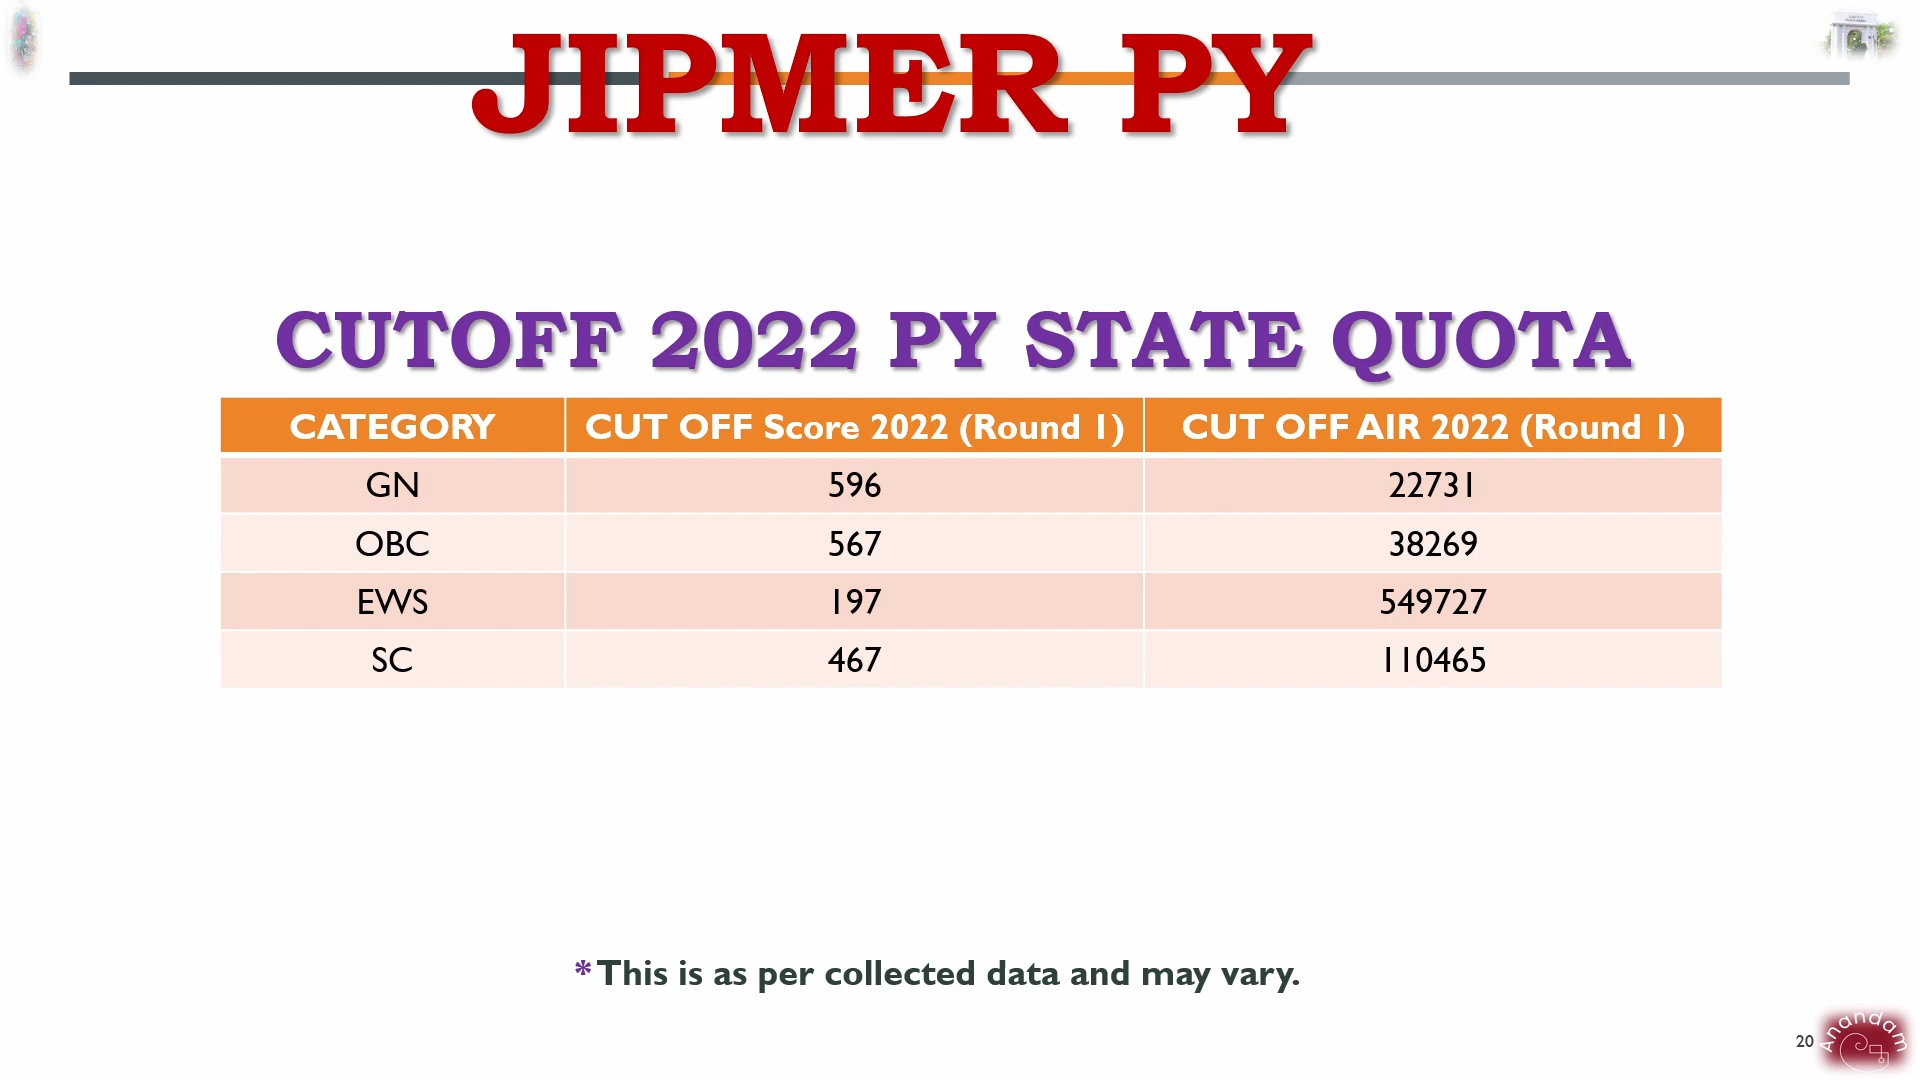 JIPMER PY
CUTOFF 2022 PY STATE QUOTA
CATEGORY CUT OFF Score 2022 (Round 1) CUT OFF AIR 2022 (Round 1)
GN 596 22731
OBC 567 38269
EWS 197 549727
SC 467 110465
* This is as per collected data and may vary.
20
Anandam